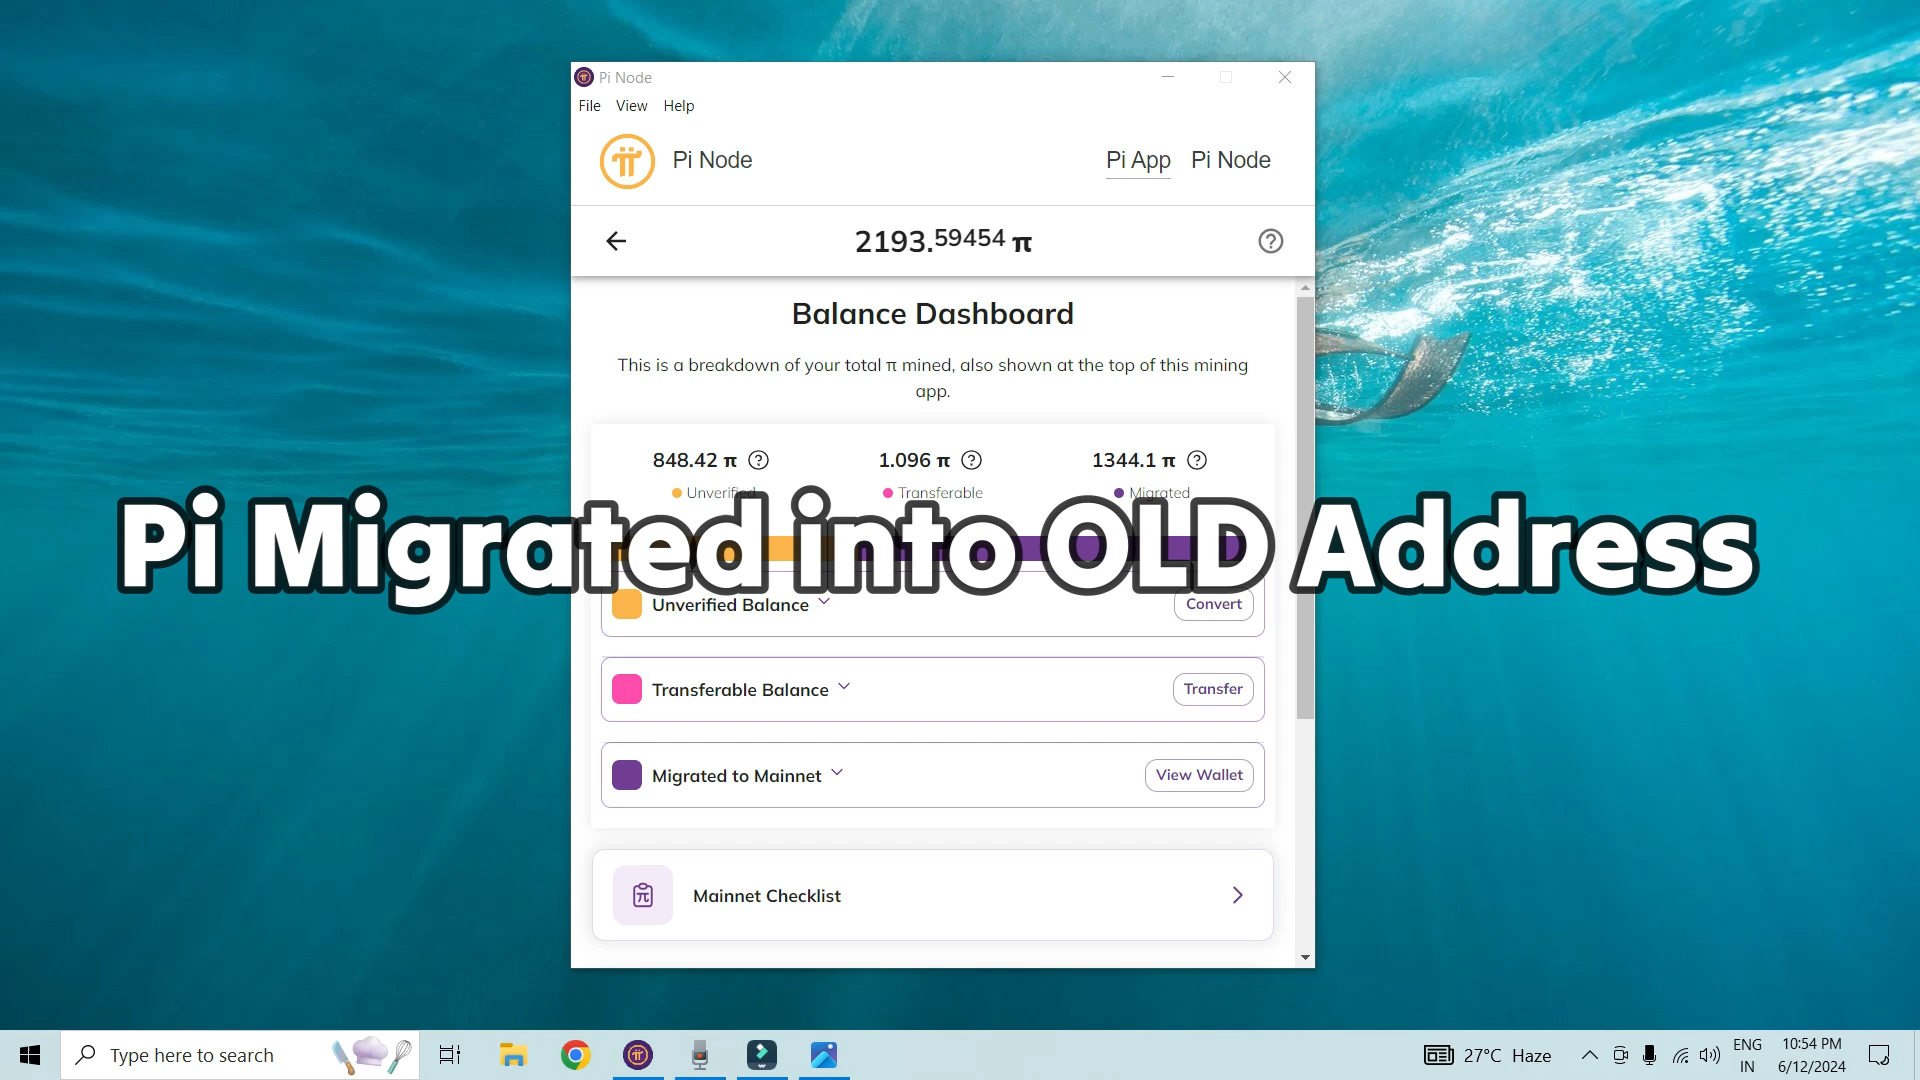 Pi Node
File View Help
Pi Node
Pi App Pi Node
2193.59454 π
Balance Dashboard
This is a breakdown of your total π mined, also shown at the top of this mining
app.
848.42 π 1.096 π 1344.1 π
Unverified Transferable Migrated
Pi Migrated into OLD Address
Unverified Balance Convert
Transferable Balance Transfer
Migrated to Mainnet View Wallet
Mainnet Checklist
Type here to search
27°C Haze
ENG
IN
10:54 PM
6/12/2024